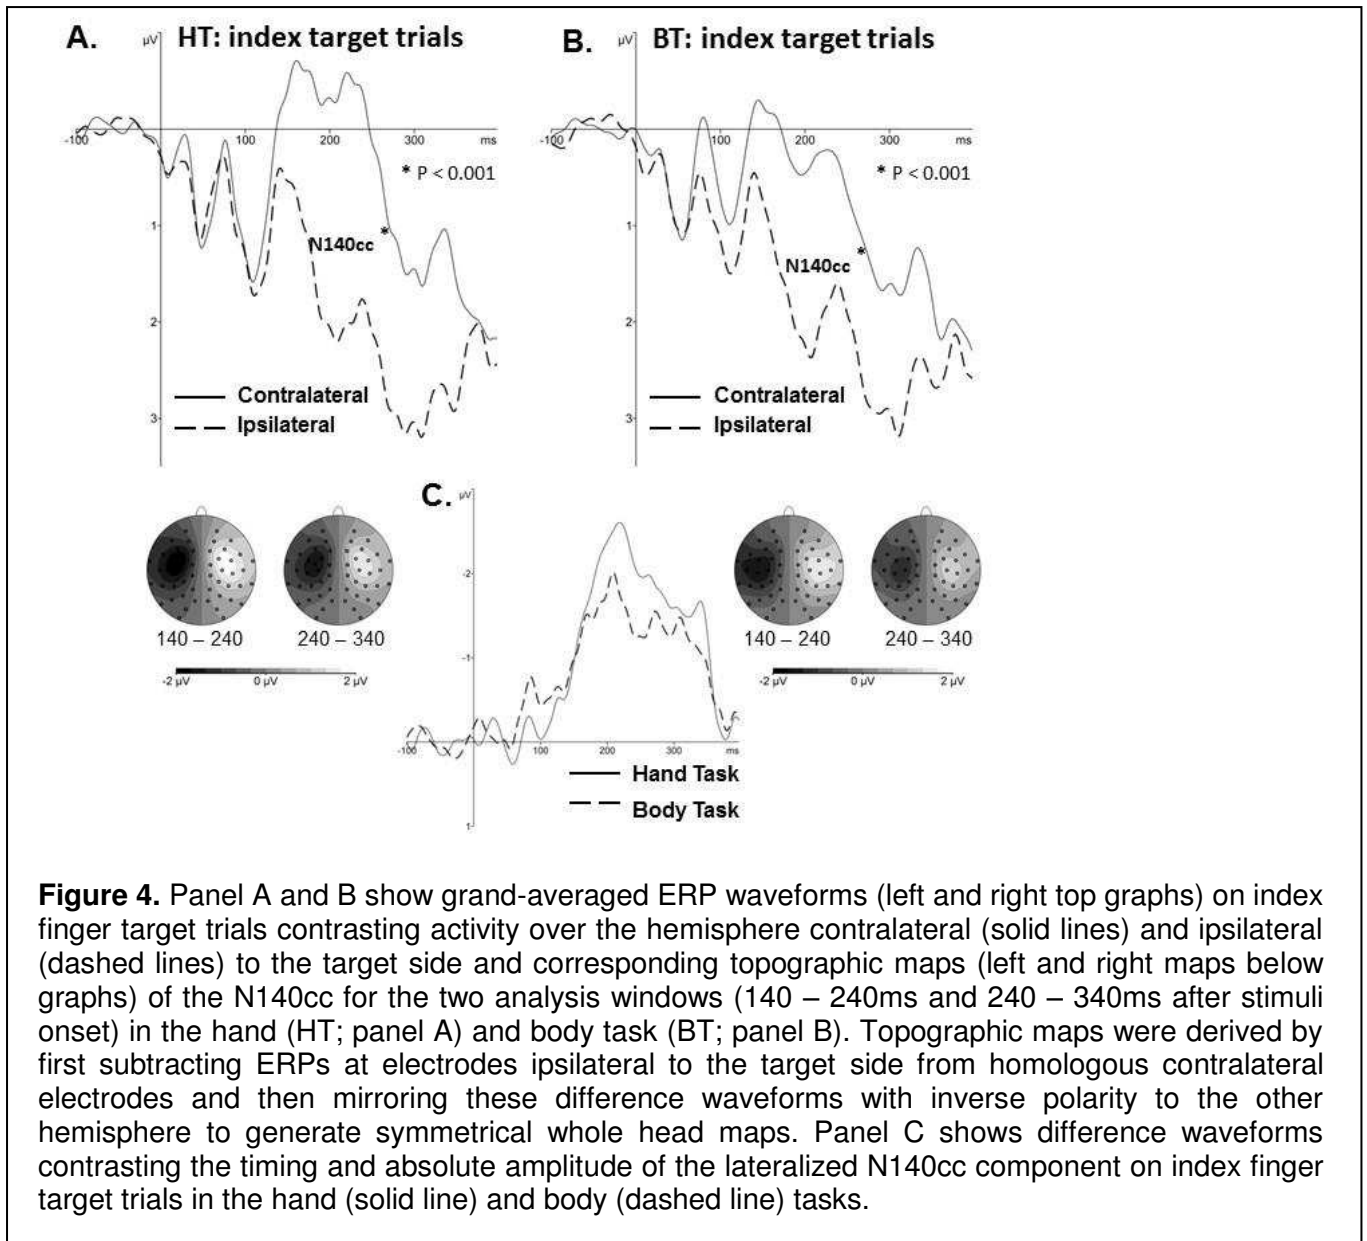 A.
µV
HT: index target trials
-100
100
200
300
ms
* P < 0.001
1
N140cc
*
2
3
Contralateral
Ipsilateral
B.
µV
BT: index target trials
-100
100
200
300
ms
* P < 0.001
1
N140cc
*
2
3
Contralateral
Ipsilateral
140 – 240
240 – 340
-2 µV
0 µV
2 µV
C.
µV
-2
-1
-100
100
200
300
ms
1
Hand Task
Body Task
140 – 240
240 – 340
-2 µV
0 µV
2 µV
Figure 4. Panel A and B show grand-averaged ERP waveforms (left and right top graphs) on index
finger target trials contrasting activity over the hemisphere contralateral (solid lines) and ipsilateral
(dashed lines) to the target side and corresponding topographic maps (left and right maps below
graphs) of the N140cc for the two analysis windows (140 – 240ms and 240 – 340ms after stimuli
onset) in the hand (HT; panel A) and body task (BT; panel B). Topographic maps were derived by
first subtracting ERPs at electrodes ipsilateral to the target side from homologous contralateral
electrodes and then mirroring these difference waveforms with inverse polarity to the other
hemisphere to generate symmetrical whole head maps. Panel C shows difference waveforms
contrasting the timing and absolute amplitude of the lateralized N140cc component on index finger
target trials in the hand (solid line) and body (dashed line) tasks.